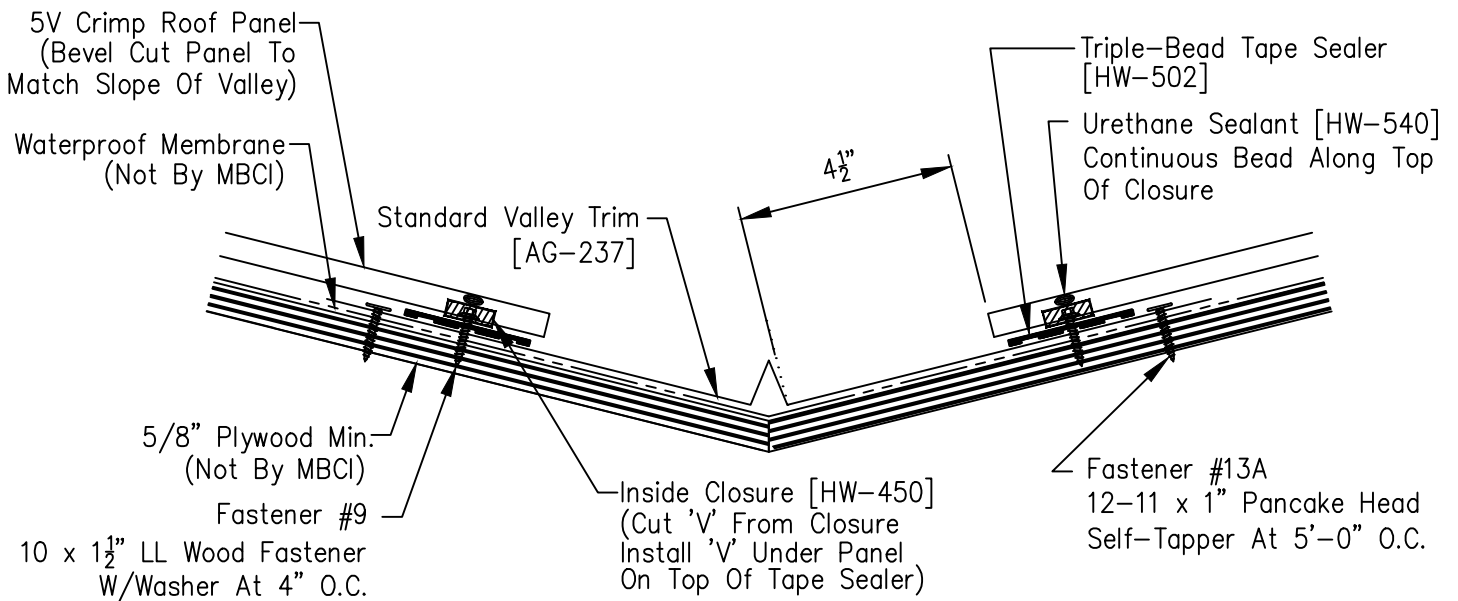 5V Crimp Roof Panel
(Bevel Cut Panel To
Match Slope Of Valley)
Waterproof Membrane
(Not By MBCI)
Standard Valley Trim
[AG-237]
4½"
Triple-Bead Tape Sealer
[HW-502]
Urethane Sealant [HW-540]
Continuous Bead Along Top
Of Closure
5/8" Plywood Min.
(Not By MBCI)
Fastener #9
10 x 1½" LL Wood Fastener
W/Washer At 4" O.C.
Inside Closure [HW-450]
(Cut 'V' From Closure
Install 'V' Under Panel
On Top Of Tape Sealer)
Fastener #13A
12-11 x 1" Pancake Head
Self-Tapper At 5'-0" O.C.